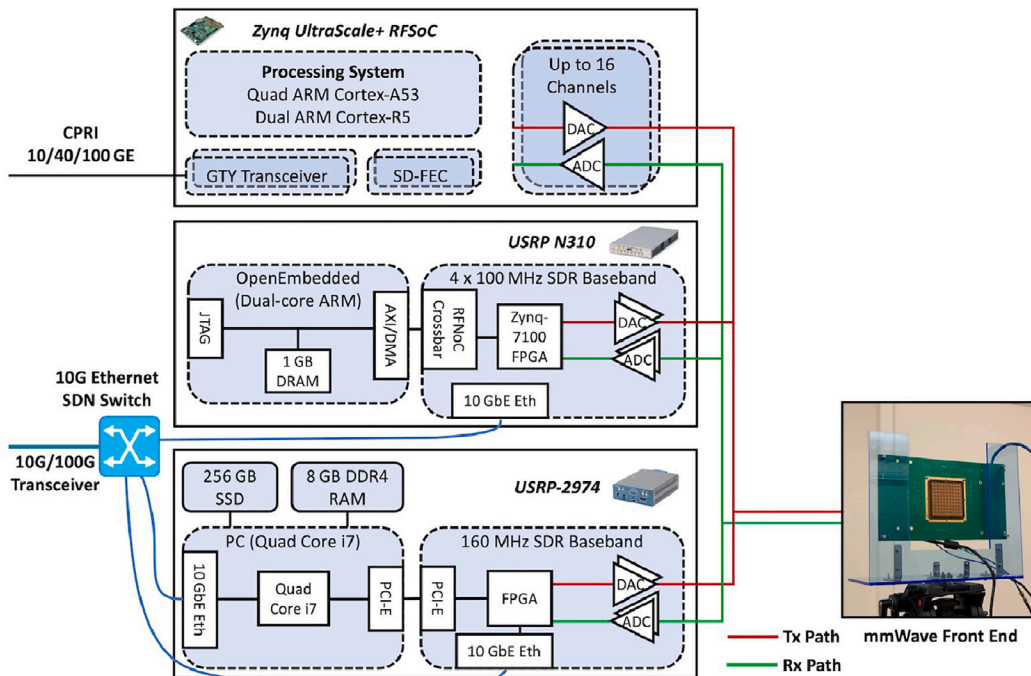 Zynq UltraScale+ RFSoC
Processing System
Quad ARM Cortex-A53
Dual ARM Cortex-R5
Up to 16
Channels
DAC
ADC
CPRI
10/40/100 GE
GTY Transceiver
SD-FEC
USRP N310
OpenEmbedded
(Dual-core ARM)
JTAG
1 GB
DRAM
AXI/DMA
4 x 100 MHz SDR Baseband
RFNoC
Crossbar
Zynq-
7100
FPGA
DAC
ADC
10 GbE Eth
10G Ethernet
SDN Switch
10G/100G
Transceiver
256 GB
SSD
8 GB DDR4
RAM
USRP-2974
PC (Quad Core i7)
10 GbE Eth
Quad
Core i7
PCI-E
160 MHz SDR Baseband
PCI-E
FPGA
DAC
ADC
10 GbE Eth
Tx Path
Rx Path
mmWave Front End